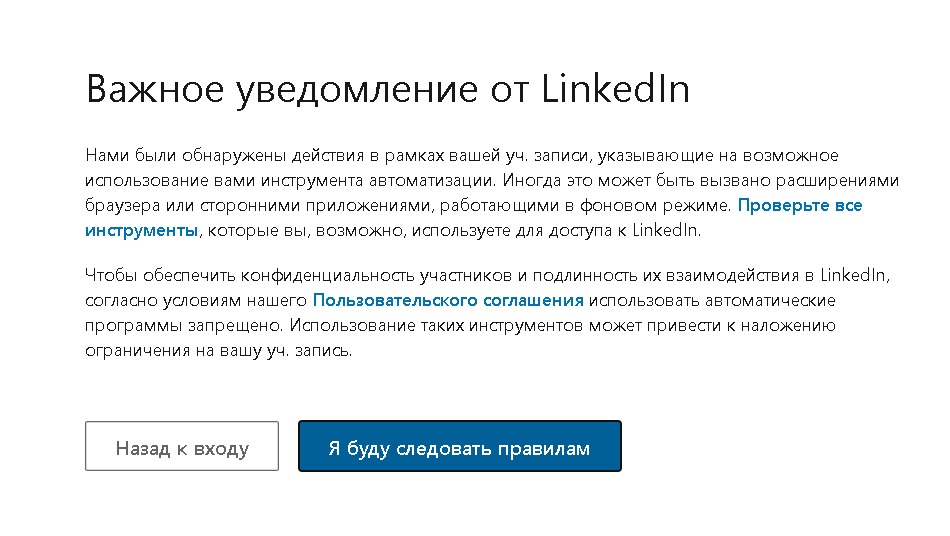 Важное уведомление от LinkedIn
Нами были обнаружены действия в рамках вашей уч. записи, указывающие на возможное
использование вами инструмента автоматизации. Иногда это может быть вызвано расширениями
браузера или сторонними приложениями, работающими в фоновом режиме. Проверьте все
инструменты, которые вы, возможно, используете для доступа к LinkedIn.
Чтобы обеспечить конфиденциальность участников и подлинность их взаимодействия в LinkedIn,
согласно условиям нашего Пользовательского соглашения использовать автоматические
программы запрещено. Использование таких инструментов может привести к наложению
ограничения на вашу уч. запись.
Назад к входу
Я буду следовать правилам